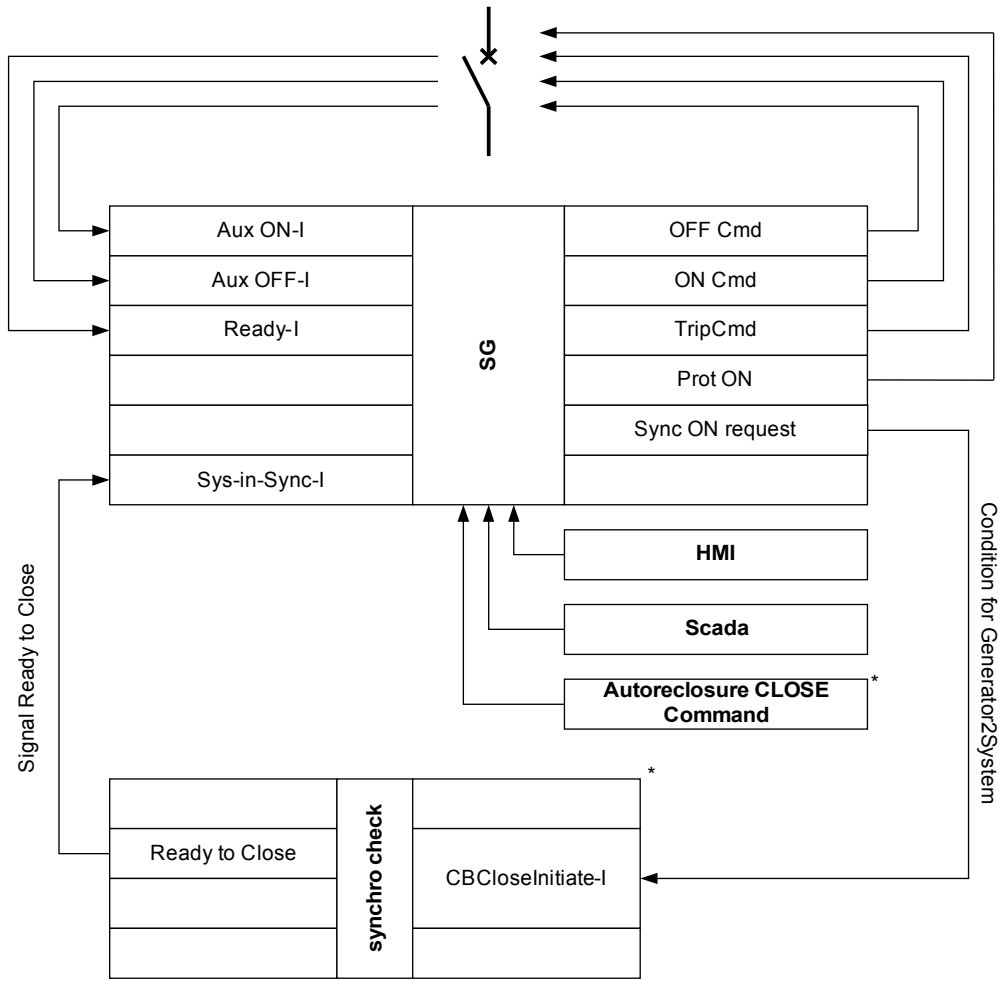 Aux ON-I
Aux OFF-I
Ready-I
Sys-in-Sync-I
SG
OFF Cmd
ON Cmd
TripCmd
Prot ON
Sync ON request
HMI
Scada
Autoreclosure CLOSE
Command
*
Signal Ready to Close
Condition for Generator2System
*
Ready to Close
synchro check
CBCloseInitiate-I